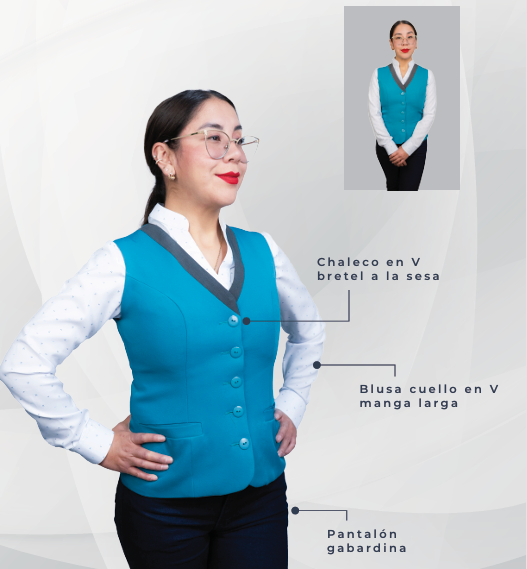 Chaleco en V
bretel a la sesa
Blusa cuello en V
manga larga
Pantalón
gabardina